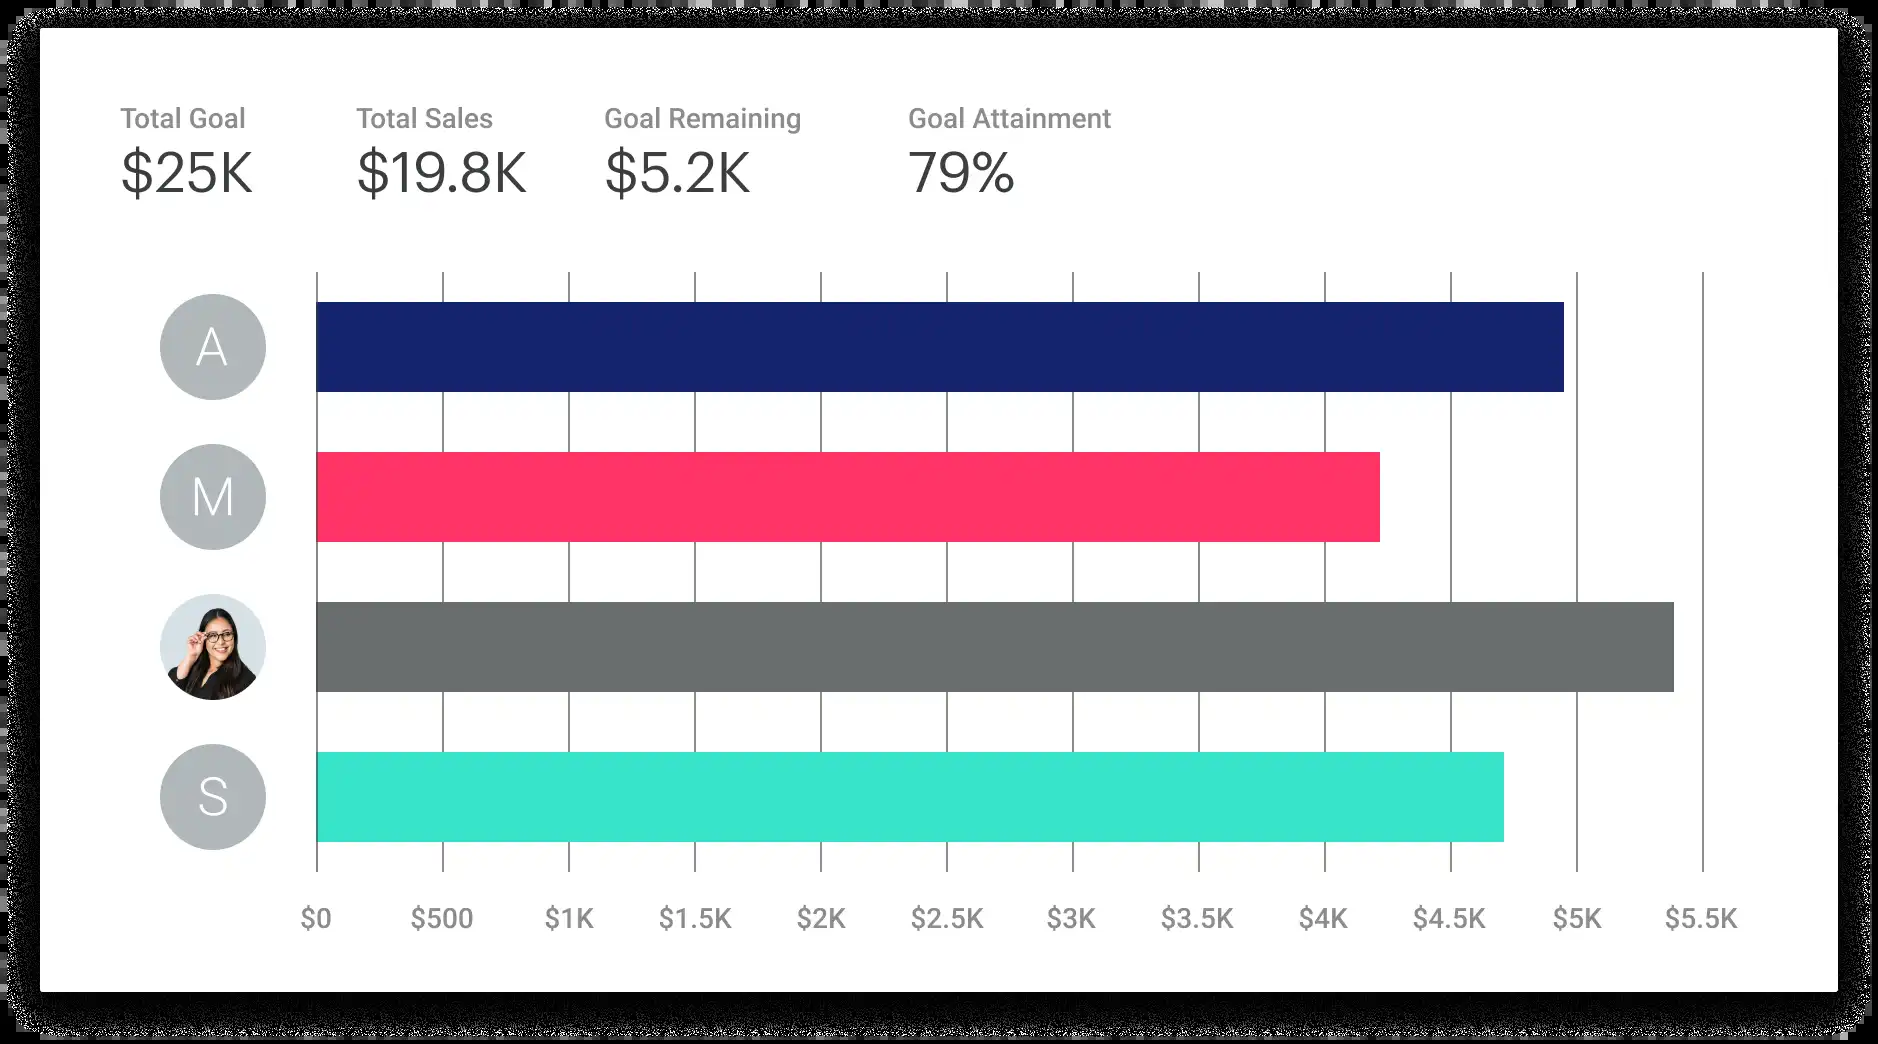 Total Goal Total Sales Goal Remaining Goal Attainment
$25K $19.8K $5.2K 79%
A
M
S
$0 $500 $1K $1.5K $2K $2.5K $3K $3.5K $4K $4.5K $5K $5.5K